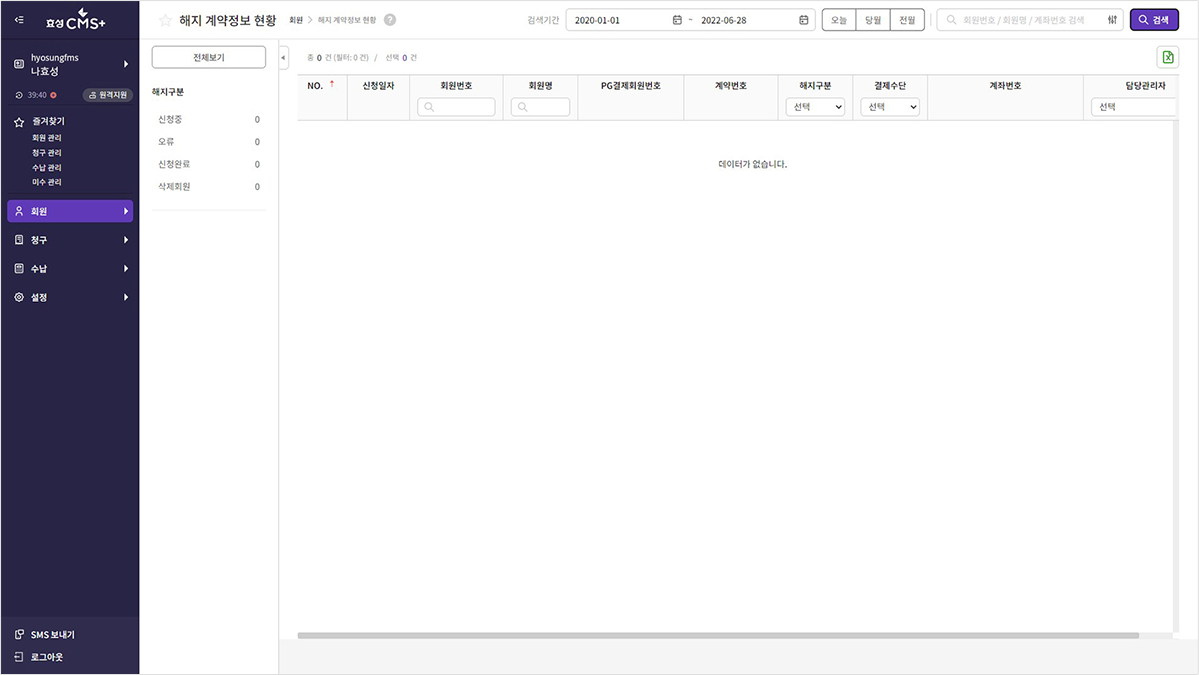 효성 CMS+
hyosungfms
나효성
39:40 원격지원
즐겨찾기
회원 관리
청구 관리
수납 관리
미수 관리
회원
청구
수납
설정
SMS 보내기
로그아웃
해지 계약정보 현황 회원 > 해지 계약정보 현황 ?
검색기간 2020-01-01 ~ 2022-06-28 오늘 당월 전월 회원번호 / 회원명 / 계좌번호 검색 검색
전체보기
해지구분
신청중 0
오류 0
신청완료 0
삭제회원 0
총 0 건 (필터: 0 건) / 선택 0 건
NO. 신청일자 회원번호 회원명 PG결제회원번호 계약번호 해지구분 결제수단 계좌번호 담당관리자
선택 선택 선택
데이터가 없습니다.